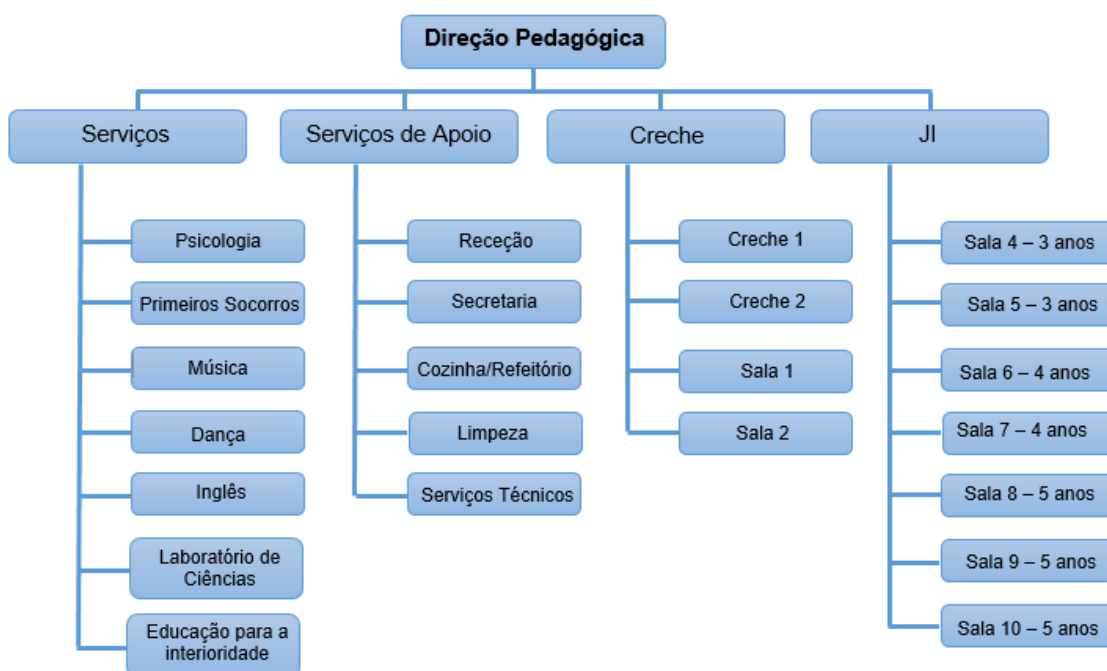 Direção Pedagógica
Serviços
Serviços de Apoio
Creche
JI
Psicologia
Primeiros Socorros
Música
Dança
Inglês
Laboratório de
Ciências
Educação para a
interioridade
Receção
Secretaria
Cozinha/Refeitório
Limpeza
Serviços Técnicos
Creche 1
Creche 2
Sala 1
Sala 2
Sala 4 – 3 anos
Sala 5 – 3 anos
Sala 6 – 4 anos
Sala 7 – 4 anos
Sala 8 – 5 anos
Sala 9 – 5 anos
Sala 10 – 5 anos